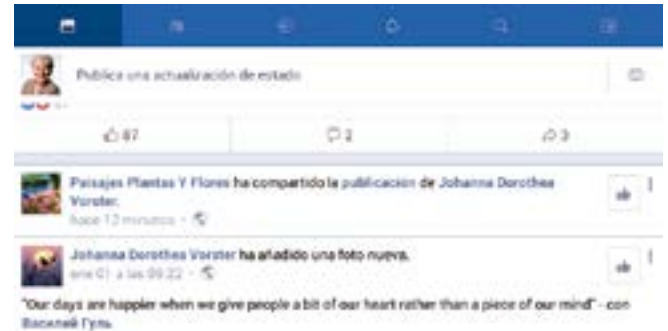 Publica una actualización de estado
87
2
3
Paisajes Plantas Y Flores ha compartido la publicación de Johanna Dorothea
Vorster.
hace 12 minutos
Johanna Dorothea Vorster ha añadido una foto nueva.
ene 01 a las 09:22
"Our days are happier when we give people a bit of our heart rather than a piece of our mind" - con
Василий Гуль.